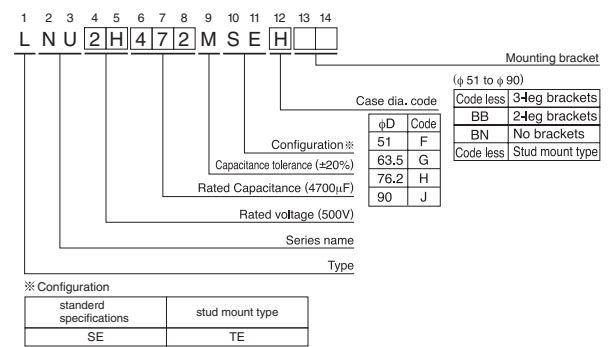 1 2 3 4 5 6 7 8 9 10 11 12 13 14
L N U 2 H 4 7 2 M S E H
Mounting bracket
(φ 51 to φ 90)
Code less 3-leg brackets
BB 2-leg brackets
BN No brackets
Code less Stud mount type
Case dia. code
φD Code
51 F
63.5 G
76.2 H
90 J
Configuration※
Capacitance tolerance (±20%)
Rated Capacitance (4700μF)
Rated voltage (500V)
Series name
Type
※ Configuration
standerd specifications stud mount type
SE TE